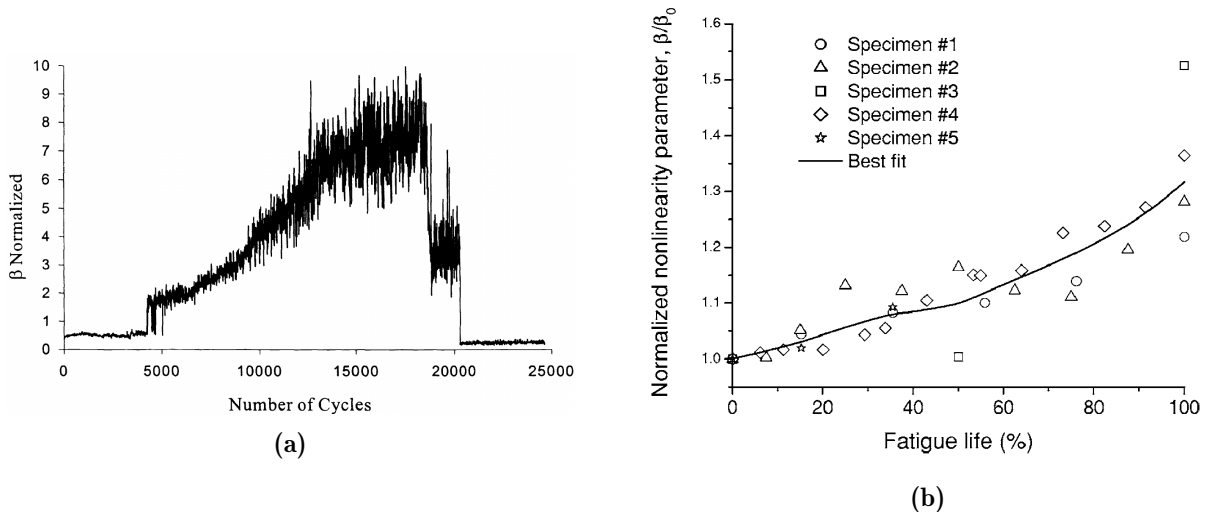 10
9
8
7
6
5
4
3
2
1
0
β Normalized
0 5000 10000 15000 20000 25000
Number of Cycles
(a)
1.6
1.5
1.4
1.3
1.2
1.1
1.0
Normalized nonlinearity parameter, β/β₀
Specimen #1
Specimen #2
Specimen #3
Specimen #4
Specimen #5
Best fit
0 20 40 60 80 100
Fatigue life (%)
(b)